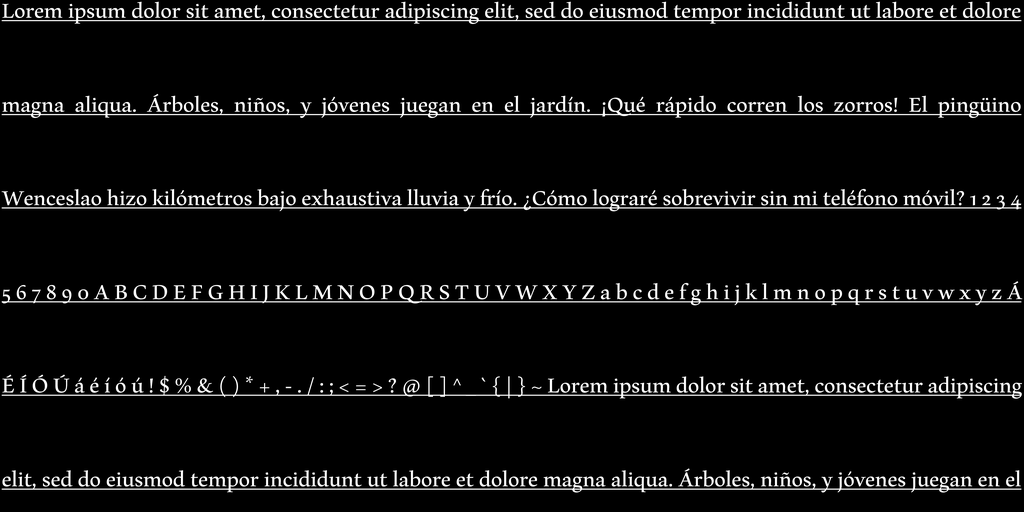 Lorem ipsum dolor sit amet, consectetur adipiscing elit, sed do eiusmod tempor incididunt ut labore et dolore
magna aliqua. Árboles, niños, y jóvenes juegan en el jardín. ¡Qué rápido corren los zorros! El pingüino
Wenceslao hizo kilómetros bajo exhaustiva lluvia y frío. ¿Cómo lograré sobrevivir sin mi teléfono móvil? 1 2 3 4
5 6 7 8 9 0 A B C D E F G H I J K L M N O P Q R S T U V W X Y Z a b c d e f g h i j k l m n o p q r s t u v w x y z Á
É Í Ó Ú á é í ó ú ! $ % & ( ) * + , - . / : ; < = > ? @ [ ] ^ _ ` { | } ~ Lorem ipsum dolor sit amet, consectetur adipiscing
elit, sed do eiusmod tempor incididunt ut labore et dolore magna aliqua. Árboles, niños, y jóvenes juegan en el